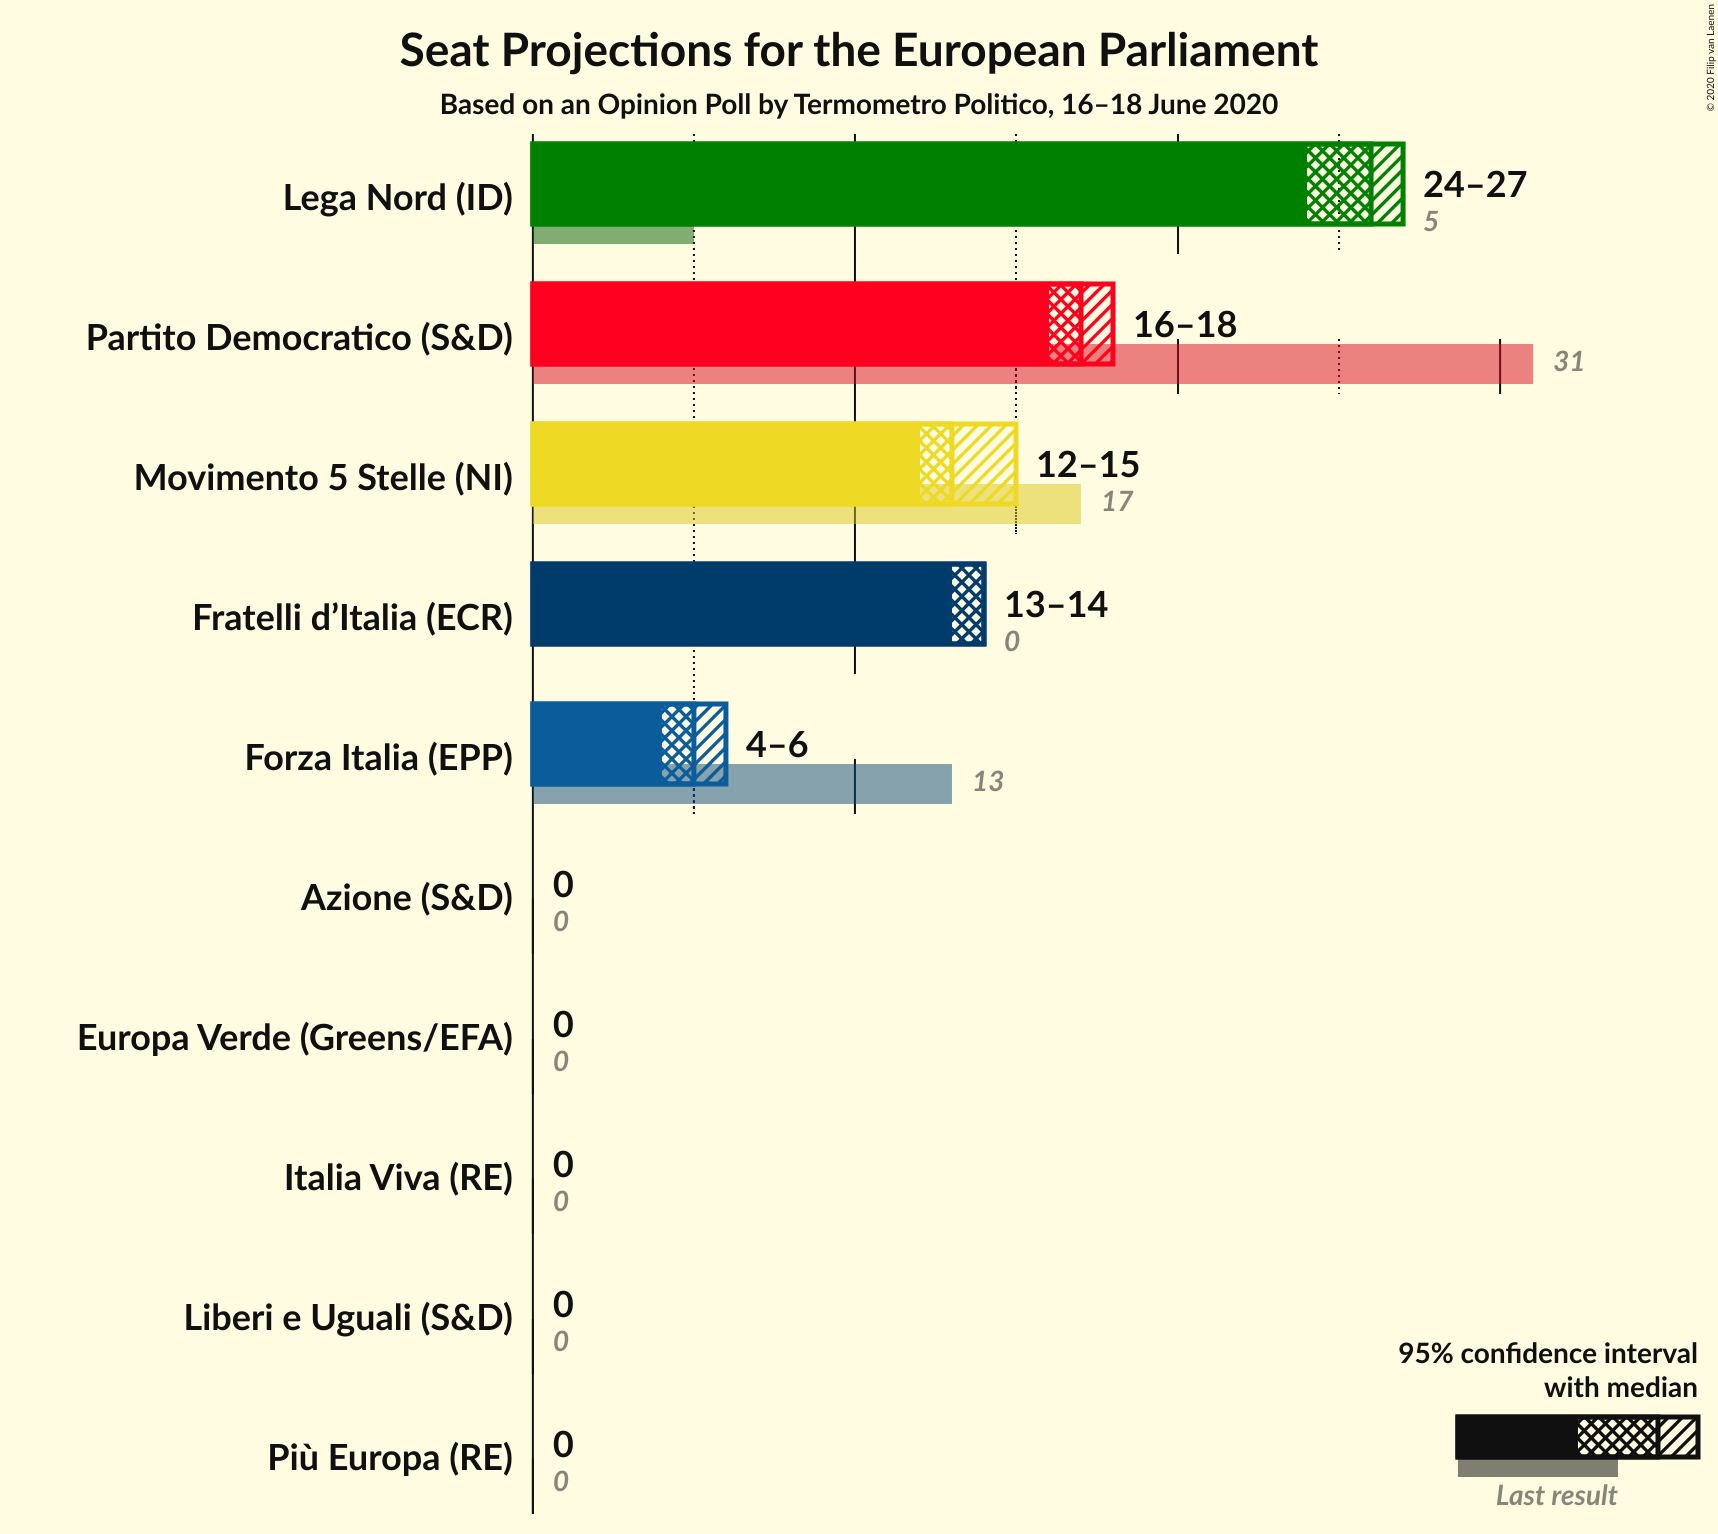 Seat Projections for the European Parliament
Based on an Opinion Poll by Termometro Politico, 16–18 June 2020
© 2020 Filip van Laenen
Lega Nord (ID)
24–27
5
Partito Democratico (S&D)
16–18
31
Movimento 5 Stelle (NI)
12–15
17
Fratelli d’Italia (ECR)
13–14
0
Forza Italia (EPP)
4–6
13
Azione (S&D)
0
0
Europa Verde (Greens/EFA)
0
0
Italia Viva (RE)
0
0
Liberi e Uguali (S&D)
0
0
Più Europa (RE)
0
0
95% confidence interval
with median
Last result